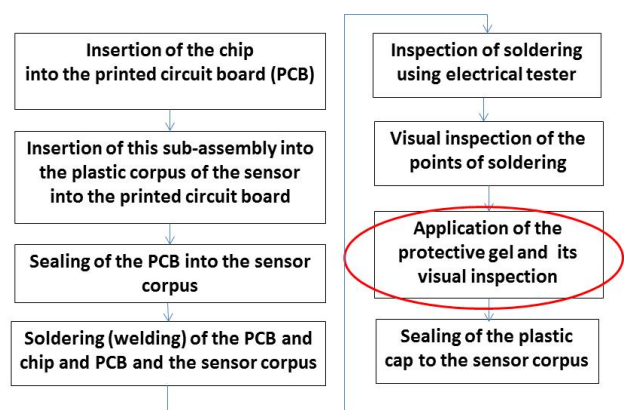 Insertion of the chip
into the printed circuit board (PCB)
Insertion of this sub-assembly into
the plastic corpus of the sensor
into the printed circuit board
Sealing of the PCB into the sensor
corpus
Soldering (welding) of the PCB and
chip and PCB and the sensor corpus
Inspection of soldering
using electrical tester
Visual inspection of the
points of soldering
Application of the
protective gel and its
visual inspection
Sealing of the plastic
cap to the sensor corpus